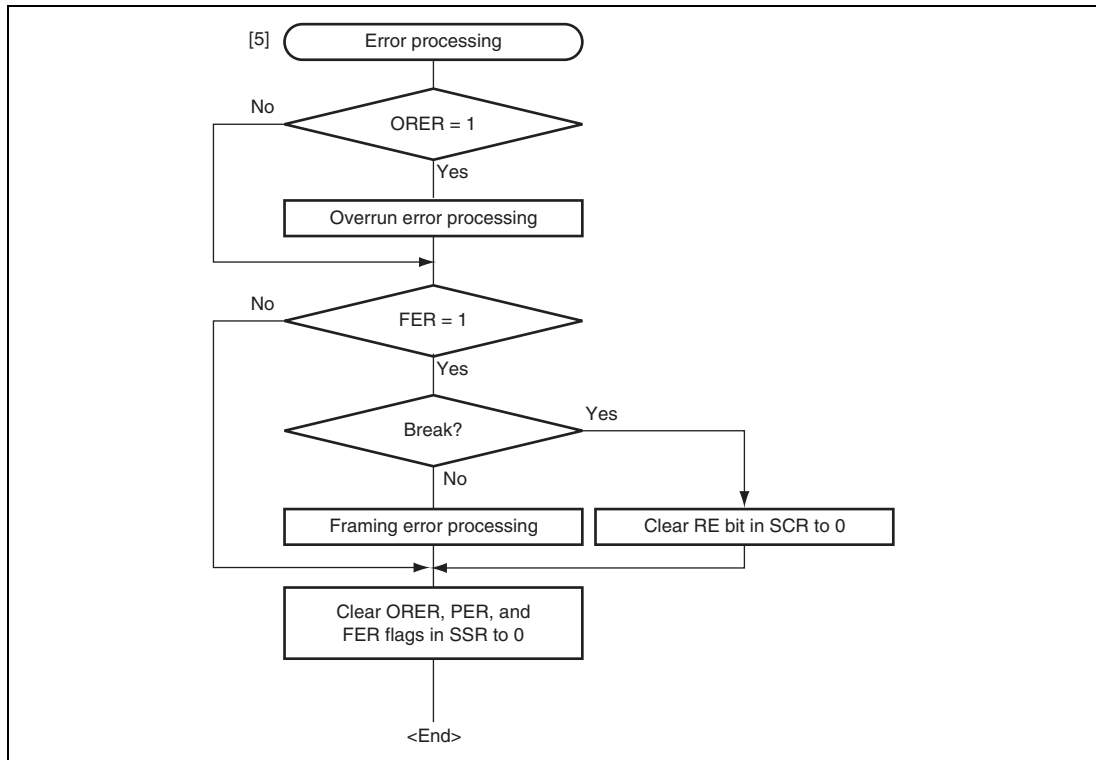 [5]
Error processing
No
ORER = 1
Yes
Overrun error processing
No
FER = 1
Yes
Break?
Yes
No
Framing error processing
Clear RE bit in SCR to 0
Clear ORER, PER, and
FER flags in SSR to 0
<End>